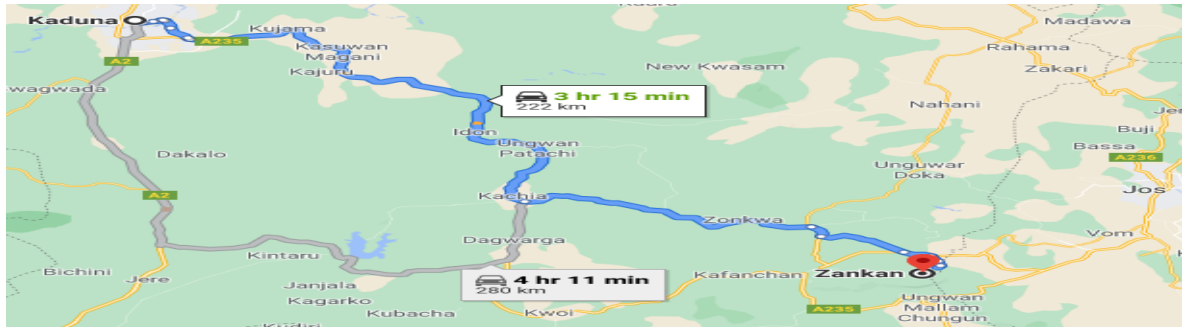 Kaduna
Kujama
Madawa
A235
Kasuwan
Magani
Rahama
A2
Kajuru
New Kwasam
Zakari
wagwada
3 hr 15 min
222 km
Nahani
Idon
Buji
Ungwan
Patachi
Bassa
Dakalo
A236
Unguwar
Doka
Jos
A2
Kachia
Zonkwa
Vom
Dagwarga
Kintaru
Bichini
Jere
4 hr 11 min
280 km
Kafanchan
Zankan
Janjala
Kagarko
Kubacha
Kwoi
A235
Ungwan
Mallam
Chungun